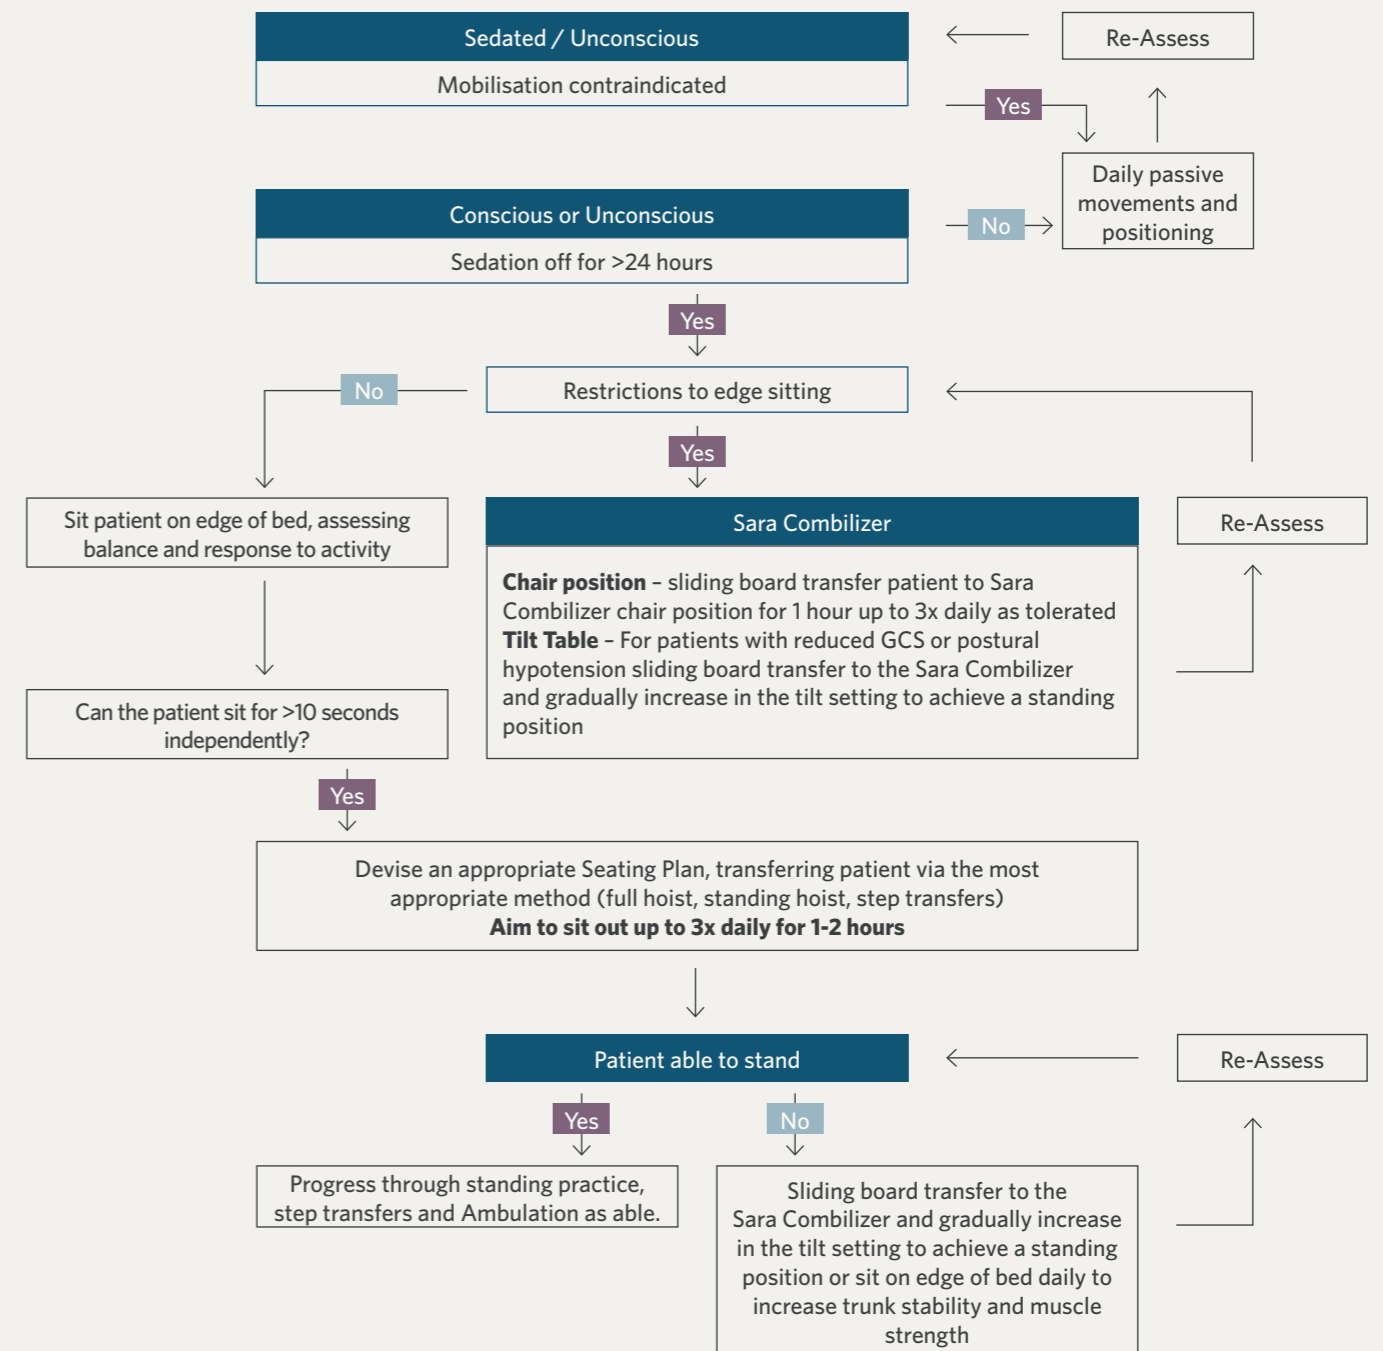 Sedated / Unconscious
Re-Assess
Mobilisation contraindicated
Yes
Daily passive
movements and
positioning
Conscious or Unconscious
No
Sedation off for >24 hours
Yes
No
Restrictions to edge sitting
Yes
Sit patient on edge of bed, assessing
balance and response to activity
Sara Combilizer
Re-Assess
Chair position – sliding board transfer patient to Sara
Combilizer chair position for 1 hour up to 3x daily as tolerated
Tilt Table – For patients with reduced GCS or postural
hypotension sliding board transfer to the Sara Combilizer
and gradually increase in the tilt setting to achieve a standing
position
Can the patient sit for >10 seconds
independently?
Yes
Devise an appropriate Seating Plan, transferring patient via the most
appropriate method (full hoist, standing hoist, step transfers)
Aim to sit out up to 3x daily for 1-2 hours
Patient able to stand
Re-Assess
Yes
No
Progress through standing practice,
step transfers and Ambulation as able.
Sliding board transfer to the
Sara Combilizer and gradually increase
in the tilt setting to achieve a standing
position or sit on edge of bed daily to
increase trunk stability and muscle
strength